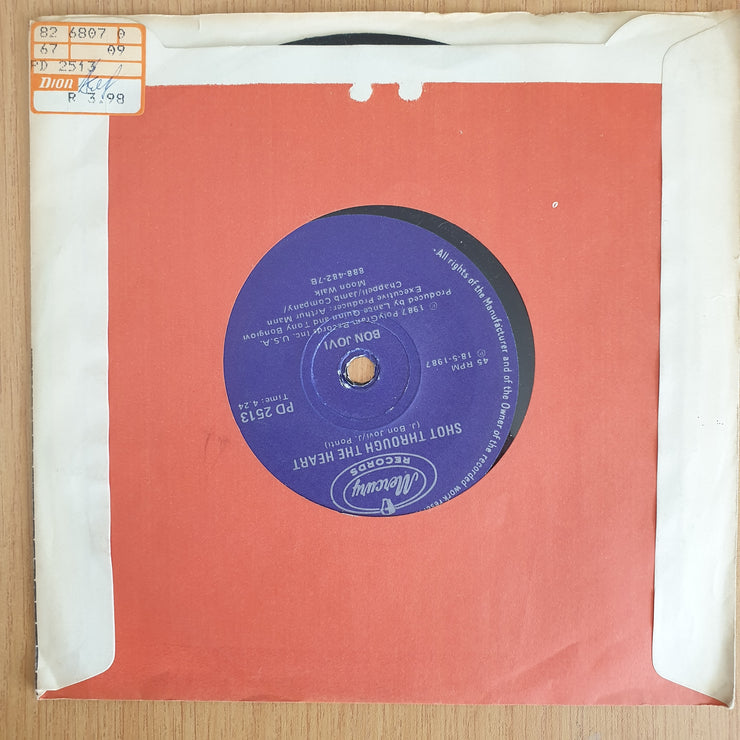 82 6807 0
67 09
PD 2513
Dion
R 3.98
Mercury
RECORDS
SHOT THROUGH THE HEART
(J. Bon Jovi/J. Ponti)
PD 2513
Time: 4.24
45 RPM
℗ 18-5-1987
BON JOVI
© 1987 PolyGram Records Inc. U.S.A.
Produced by Lance Quinn and Tony Bongiovi
Executive Producer: Arthur Mann
Chappell/Jamb Company/
Moon Walk
888-482-7B
· All rights of the Manufacturer and of the Owner of the recorded work rese